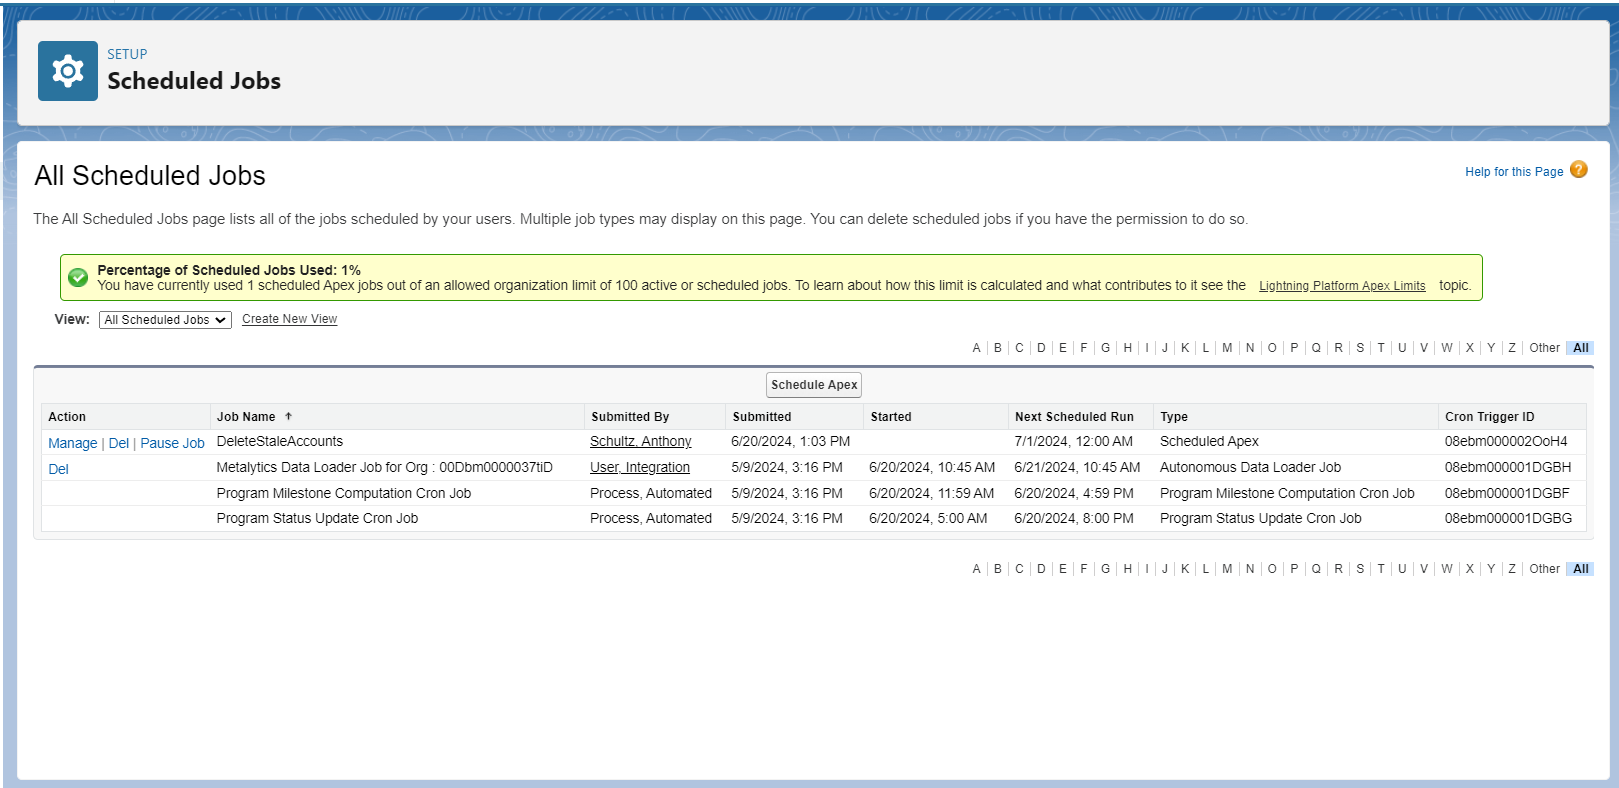 SETUP
Scheduled Jobs
All Scheduled Jobs
Help for this Page ?
The All Scheduled Jobs page lists all of the jobs scheduled by your users. Multiple job types may display on this page. You can delete scheduled jobs if you have the permission to do so.
Percentage of Scheduled Jobs Used: 1%
You have currently used 1 scheduled Apex jobs out of an allowed organization limit of 100 active or scheduled jobs. To learn about how this limit is calculated and what contributes to it see the Lightning Platform Apex Limits topic.
View: All Scheduled Jobs Create New View
A | B | C | D | E | F | G | H | I | J | K | L | M | N | O | P | Q | R | S | T | U | V | W | X | Y | Z | Other | All
Schedule Apex
Action Job Name ↑ Submitted By Submitted Started Next Scheduled Run Type Cron Trigger ID
Manage | Del | Pause Job DeleteStaleAccounts Schultz, Anthony 6/20/2024, 1:03 PM 7/1/2024, 12:00 AM Scheduled Apex 08ebm000002OoH4
Del Metalytics Data Loader Job for Org : 00Dbm0000037tiD User, Integration 5/9/2024, 3:16 PM 6/20/2024, 10:45 AM 6/21/2024, 10:45 AM Autonomous Data Loader Job 08ebm000001DGBH
Program Milestone Computation Cron Job Process, Automated 5/9/2024, 3:16 PM 6/20/2024, 11:59 AM 6/20/2024, 4:59 PM Program Milestone Computation Cron Job 08ebm000001DGBF
Program Status Update Cron Job Process, Automated 5/9/2024, 3:16 PM 6/20/2024, 5:00 AM 6/20/2024, 8:00 PM Program Status Update Cron Job 08ebm000001DGBG
A | B | C | D | E | F | G | H | I | J | K | L | M | N | O | P | Q | R | S | T | U | V | W | X | Y | Z | Other | All